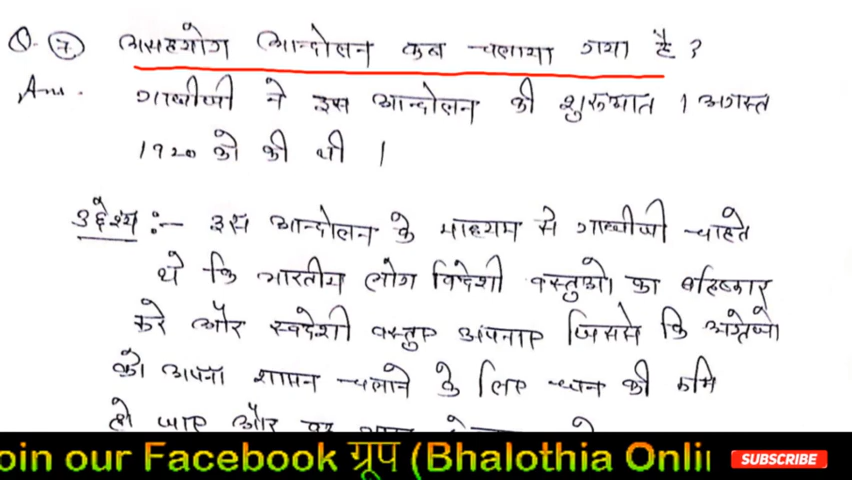 Q. 7 असहयोग आन्दोलन कब चलाया गया है ?
Ans. गाधीजी ने इस आन्दोलन की शुरुआत 1 अगस्त
1920 को की थी ।
उद्देश्य :- इस आन्दोलन के माध्यम से गाधीजी चाहते
थे कि भारतीय लोग विदेशी वस्तुओ का बहिष्कार
करे और स्वदेशी वस्तुए अपनाए जिससे कि अग्रेजो
को अपना शासन चलाने के लिए धन की कमि
हो जाए और वह
oin our Facebook ग्रूप (Bhalothia Onli
SUBSCRIBE